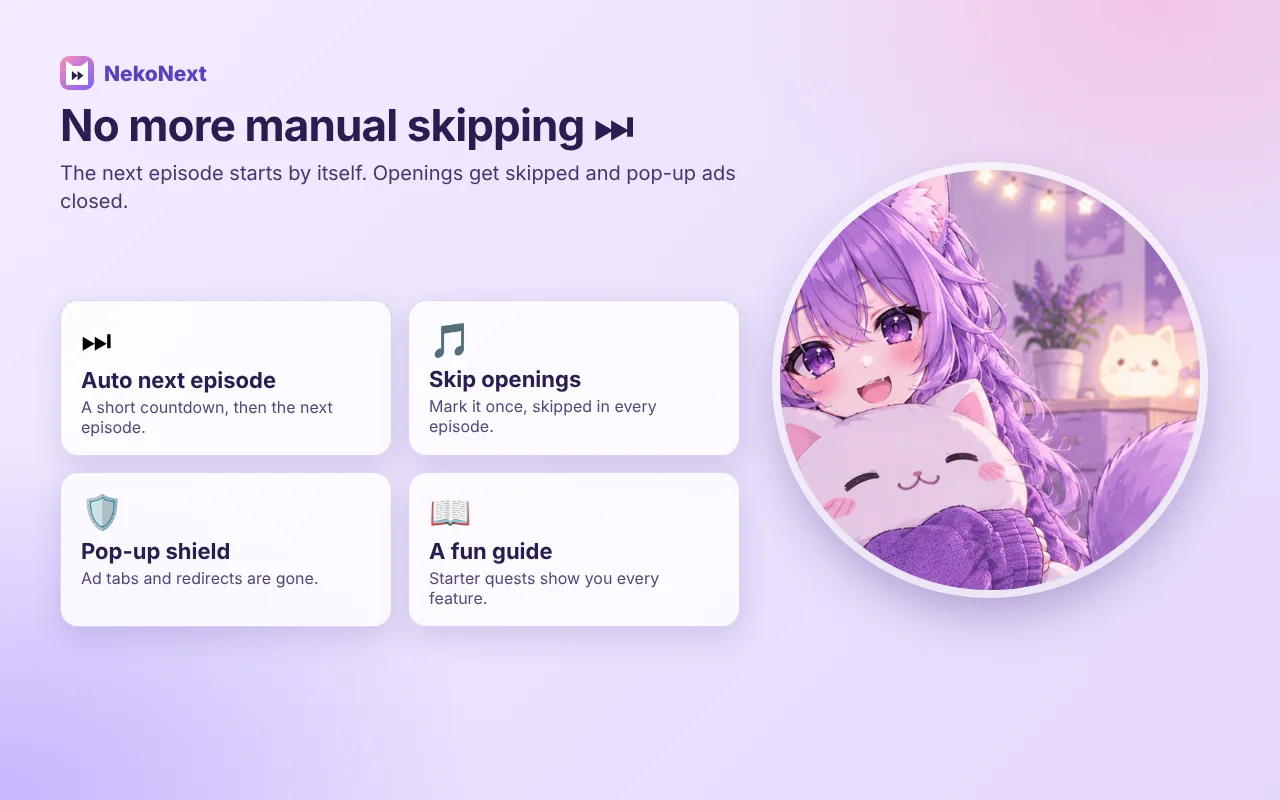 NekoNext
No more manual skipping ⏭
The next episode starts by itself. Openings get skipped and pop-up ads
closed.
Auto next episode
A short countdown, then the next
episode.
Skip openings
Mark it once, skipped in every
episode.
Pop-up shield
Ad tabs and redirects are gone.
A fun guide
Starter quests show you every
feature.